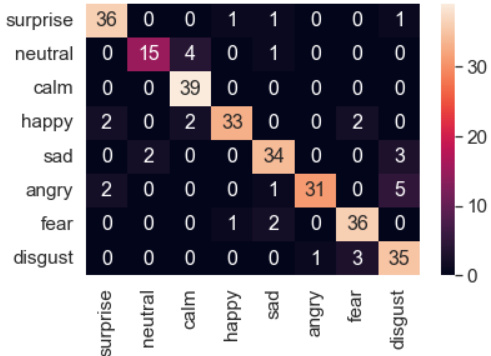 surprise 36 0 0 1 1 0 0 1
neutral 0 15 4 0 1 0 0 0
calm 0 0 39 0 0 0 0 0
happy 2 0 2 33 0 0 2 0
sad 0 2 0 0 34 0 0 3
angry 2 0 0 0 1 31 0 5
fear 0 0 0 1 2 0 36 0
disgust 0 0 0 0 0 1 3 35
surprise neutral calm happy sad angry fear disgust
30
20
10
0